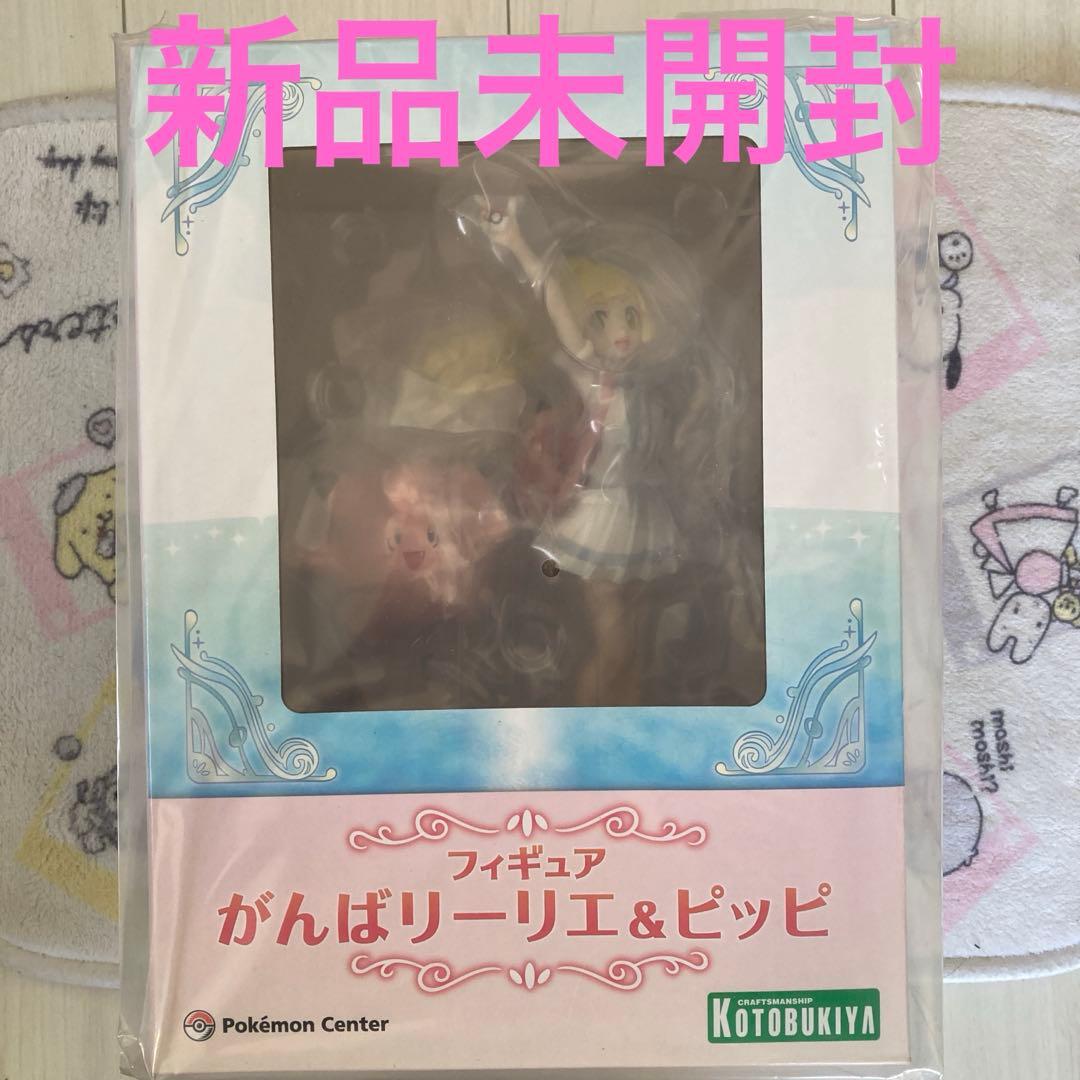 新品未開封
フィギュア
がんばリーリエ&ピッピ
Pokémon Center
CRAFTSMANSHIP
KOTOBUKIYA
moshi
moshi?